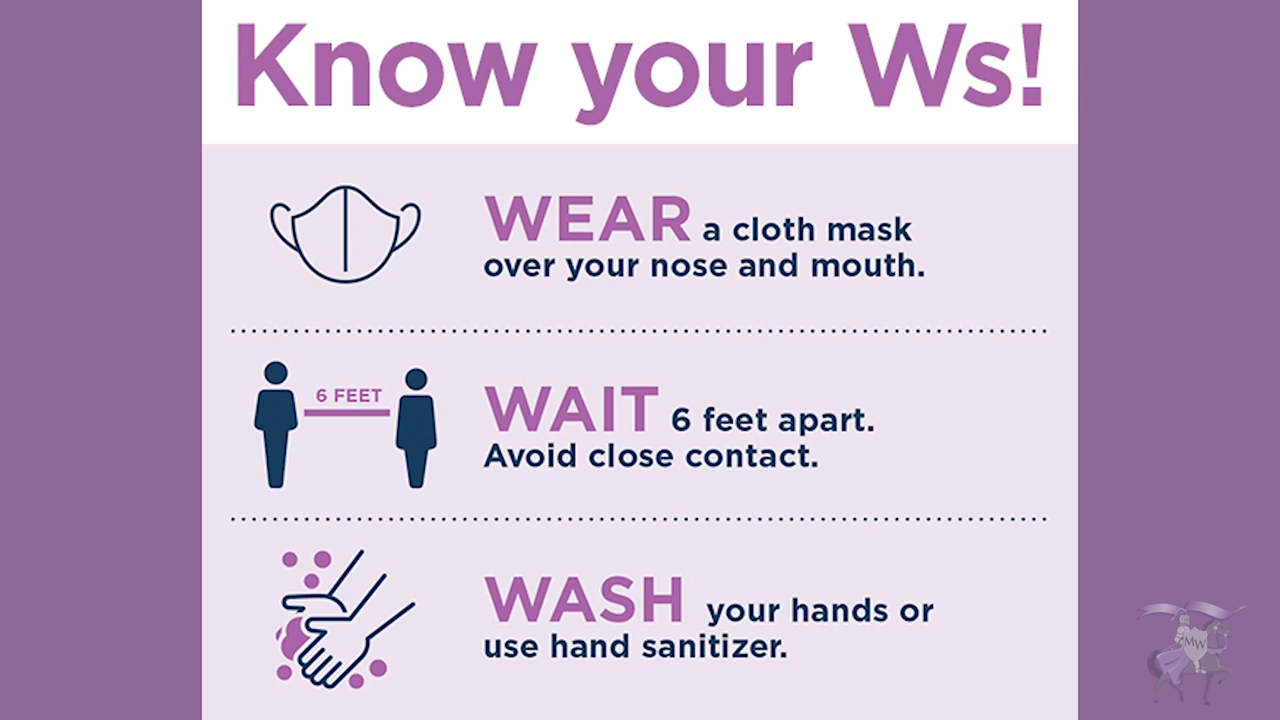 Know your Ws!
WEAR a cloth mask
over your nose and mouth.
6 FEET
WAIT 6 feet apart.
Avoid close contact.
WASH your hands or
use hand sanitizer.
MW